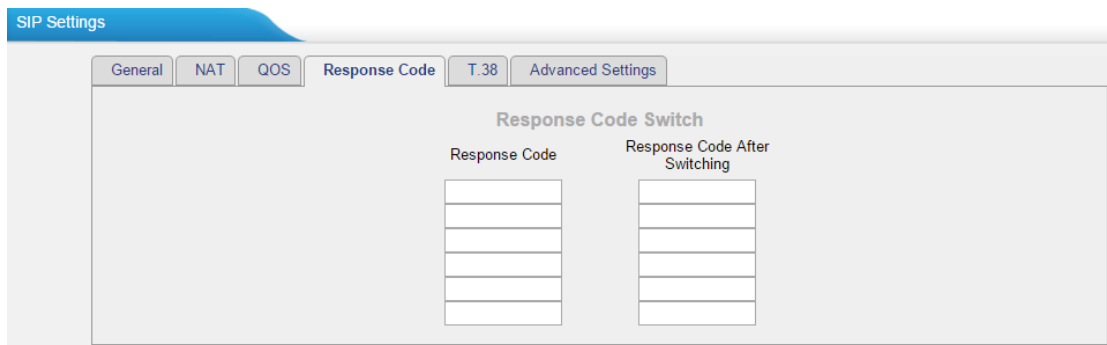 SIP Settings
General NAT QOS Response Code T.38 Advanced Settings
Response Code Switch
Response Code Response Code After
Switching